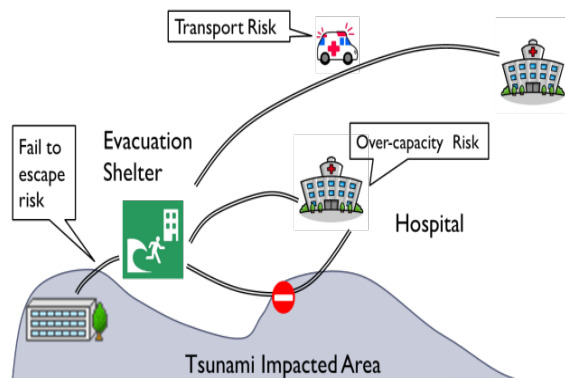 Transport Risk
Fail to
escape
risk
Evacuation
Shelter
Over-capacity Risk
Hospital
Tsunami Impacted Area